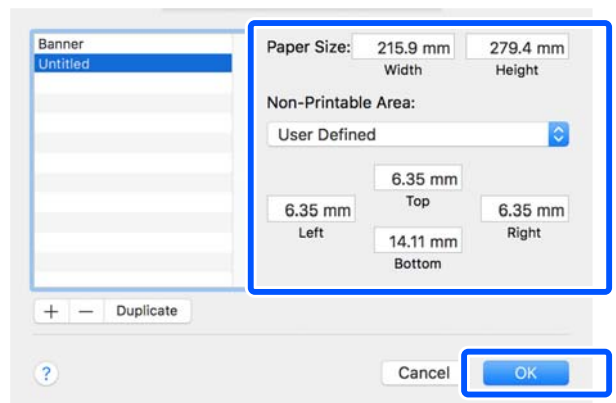 Banner
Untitled
Paper Size: 215.9 mm 279.4 mm
Width Height
Non-Printable Area:
User Defined
6.35 mm
Top
6.35 mm 6.35 mm
Left Right
14.11 mm
Bottom
+ − Duplicate
? Cancel OK